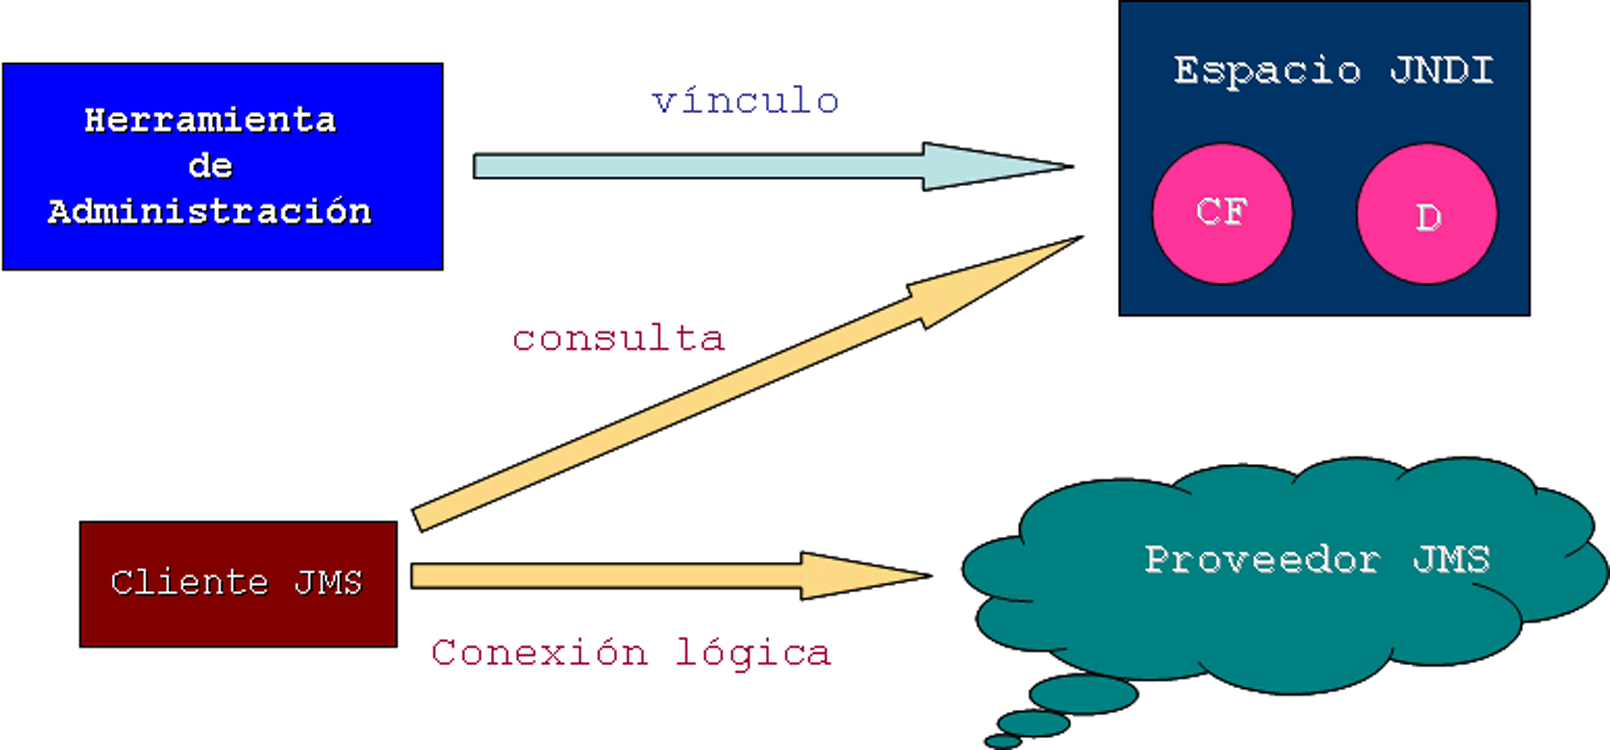 Herramienta
de
Administración
vínculo
Espacio JNDI
CF
D
consulta
Cliente JMS
Conexión lógica
Proveedor JMS